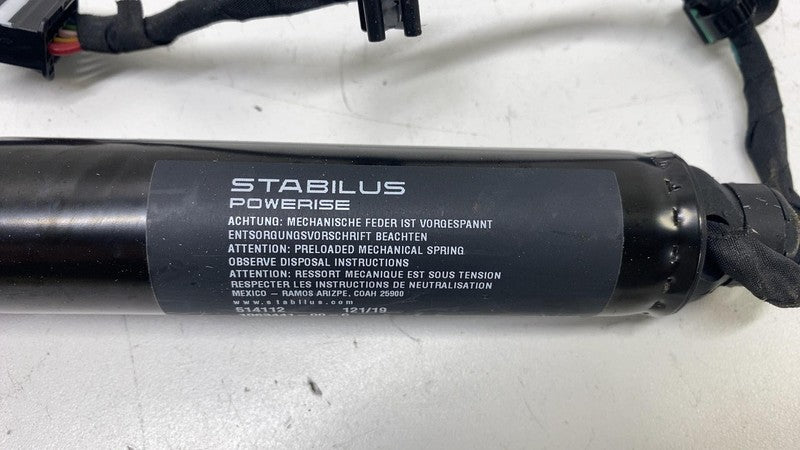 STABILUS
POWERISE
ACHTUNG: MECHANISCHE FEDER IST VORGESPANNT
ENTSORGUNGSVORSCHRIFT BEACHTEN
ATTENTION: PRELOADED MECHANICAL SPRING
OBSERVE DISPOSAL INSTRUCTIONS
ATTENTION: RESSORT MECANIQUE EST SOUS TENSION
RESPECTER LES INSTRUCTIONS DE NEUTRALISATION
MEXICO – RAMOS ARIZPE, COAH 25900
www.stabilus.com
614112 121/19